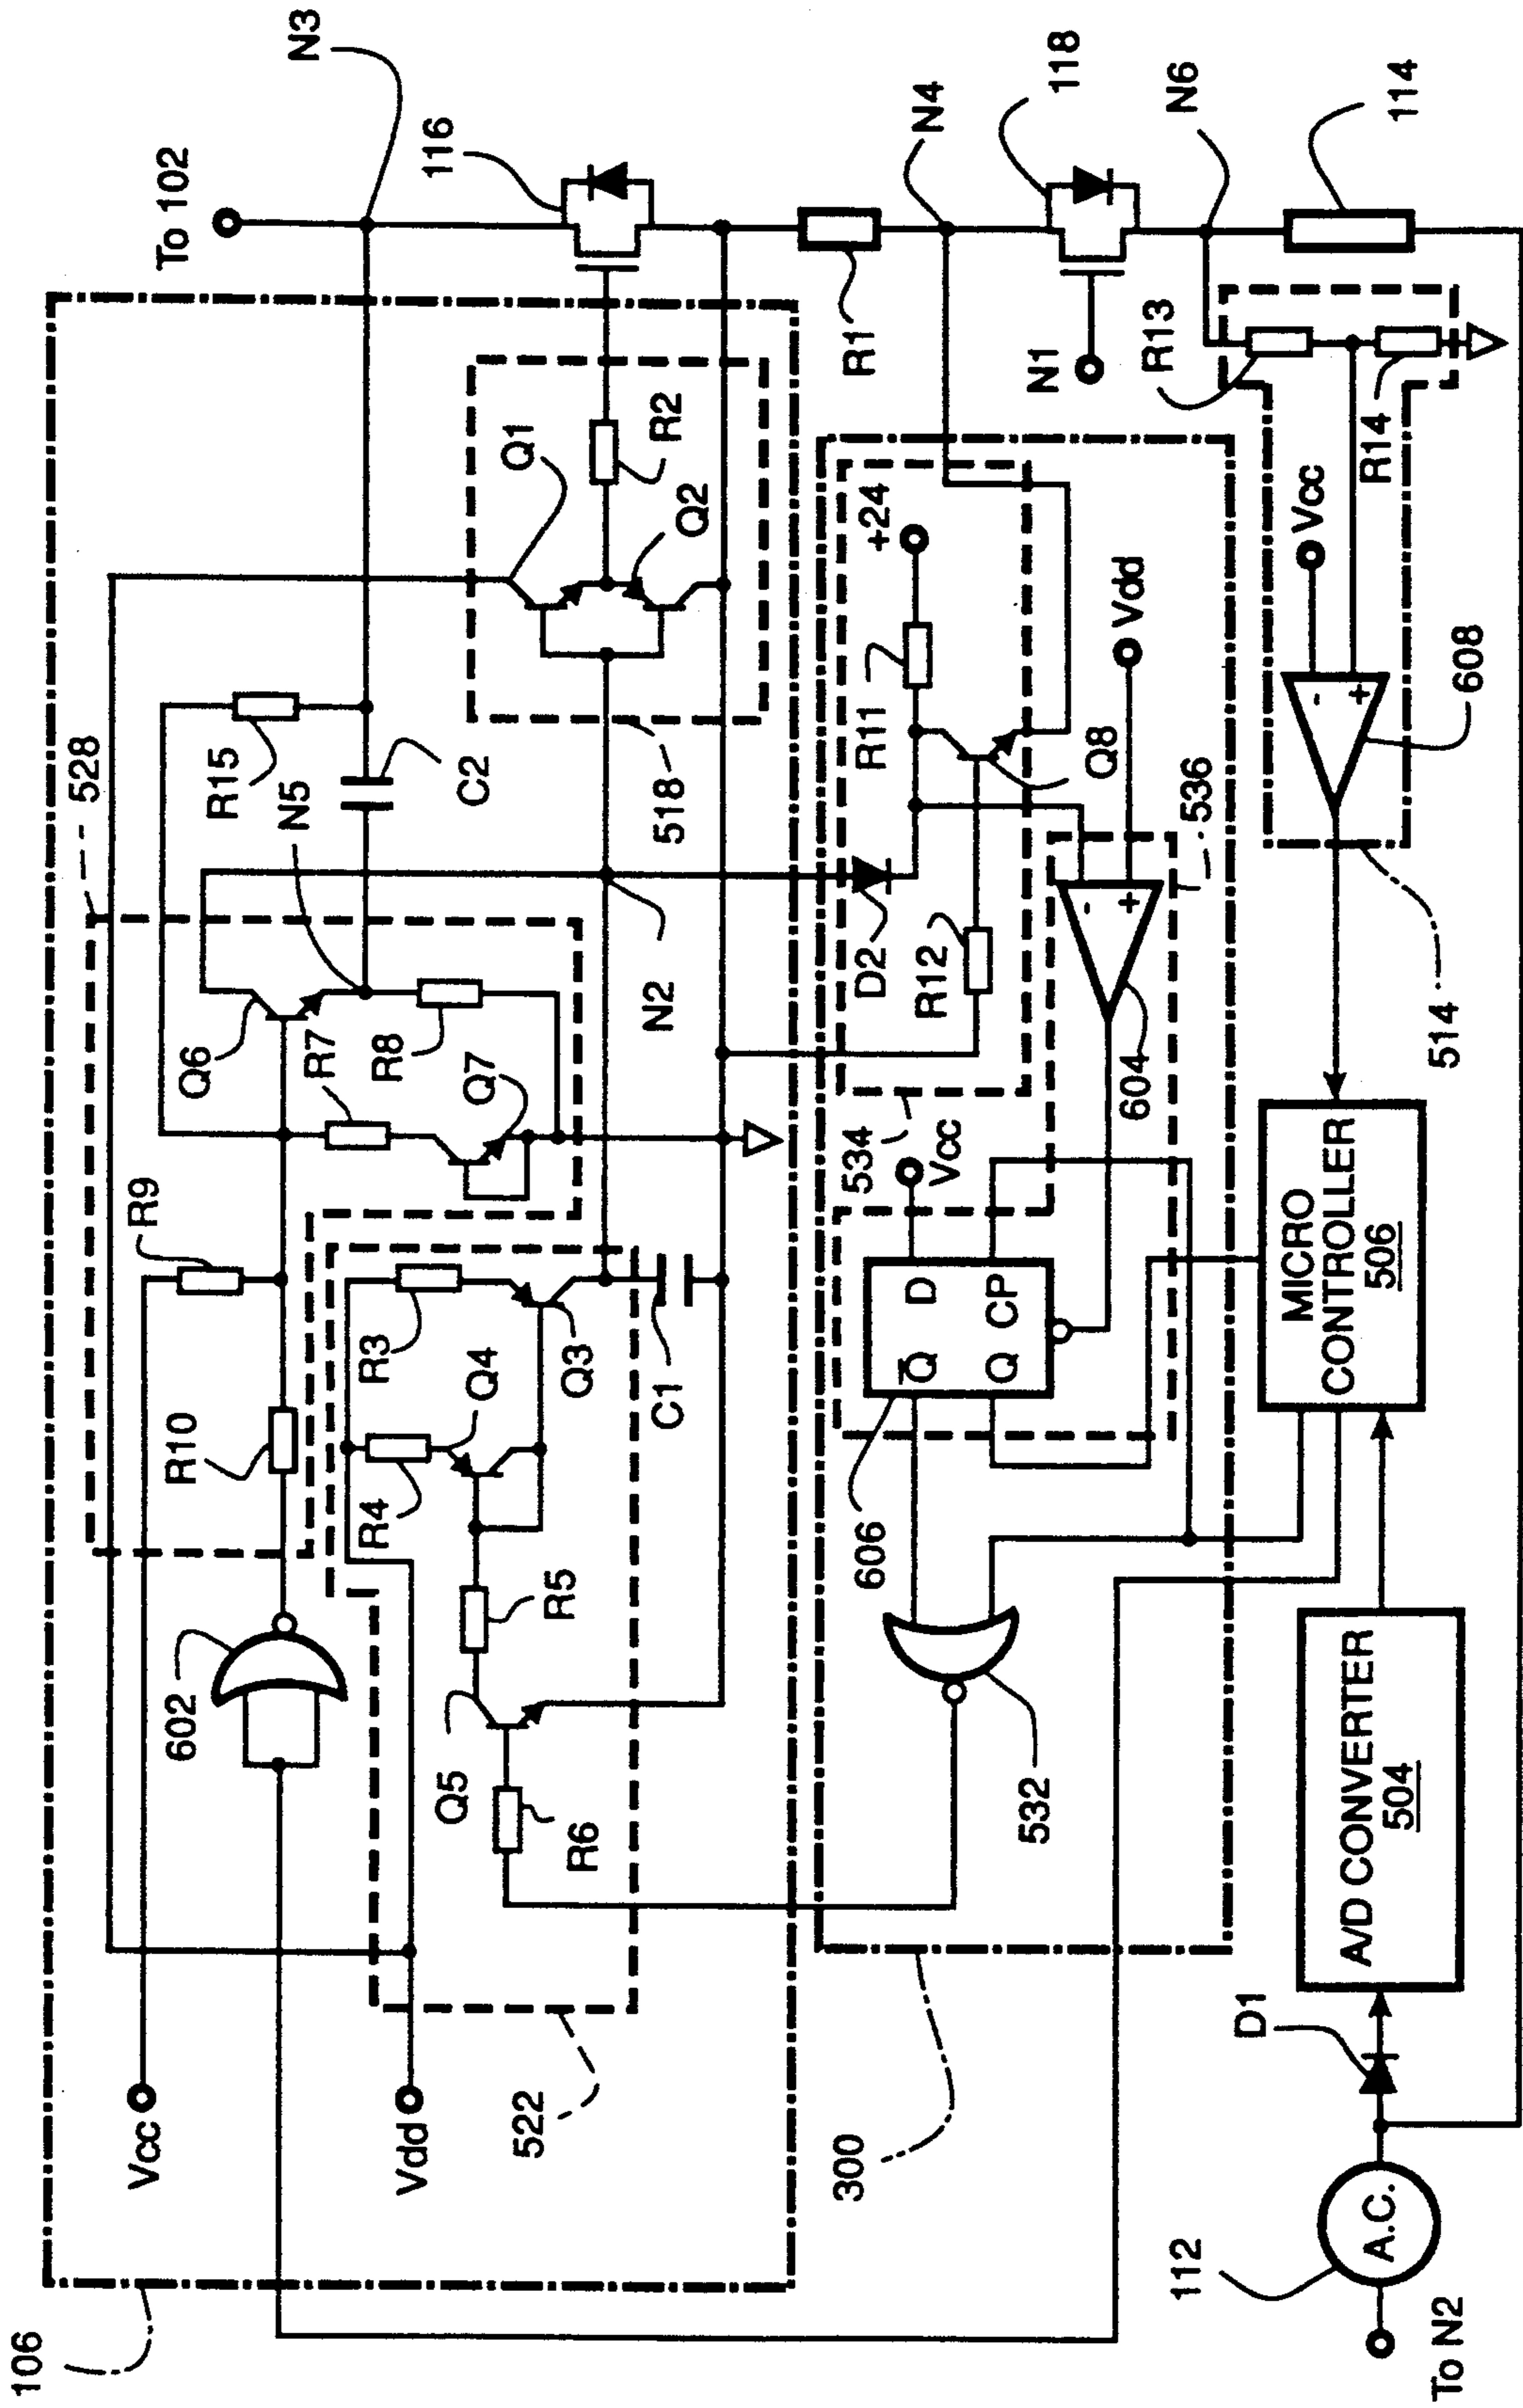 106
Vcc
602
R10
R9
528
Q6
R7
R8
Q7
R15
N5
C2
To 102
N3
116
Vdd
522
Q5
R6
R5
R4
Q4
R3
Q3
C1
N2
518
Q1
R2
Q2
R1
N4
118
N1
N6
114
R13
R14
300
532
606
Q
D
Q
CP
534
Vcc
D2
R12
R11
+24
Q8
Vdd
604
-
+
536
112
A.C.
To N2
D1
A/D CONVERTER
504
MICRO
CONTROLLER
506
514
608
-
+
Vcc